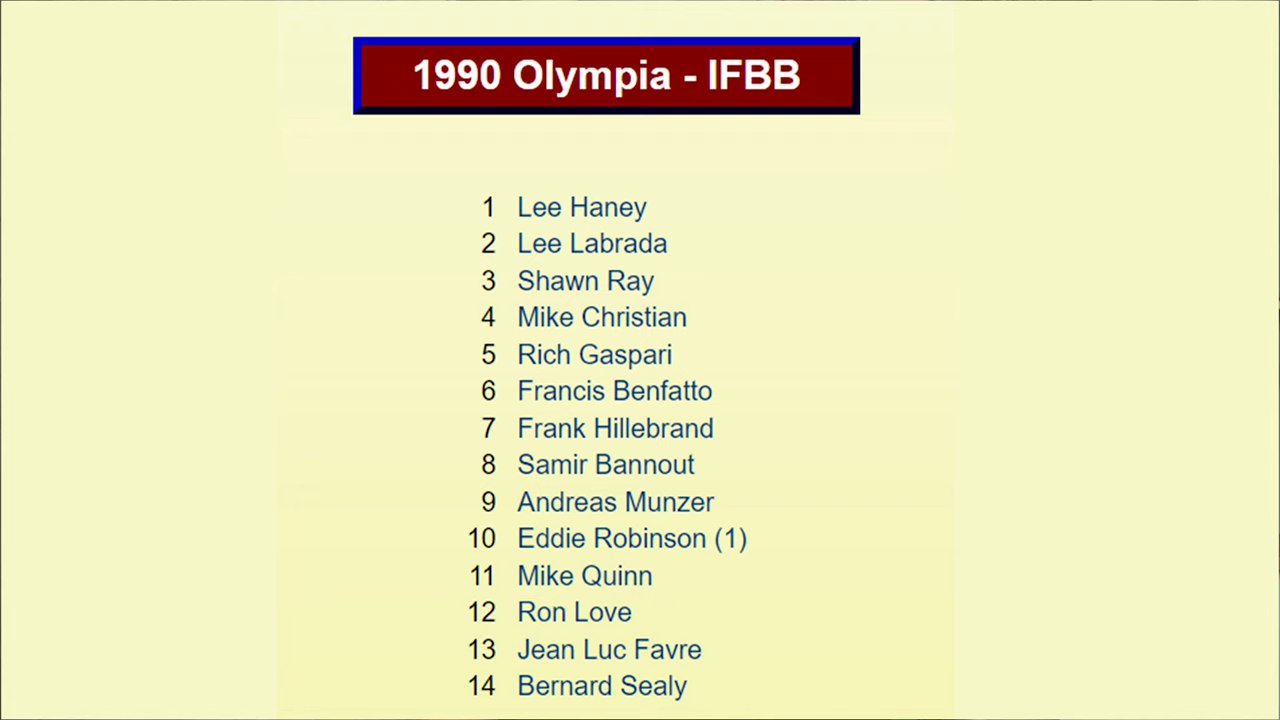 1990 Olympia - IFBB
1 Lee Haney
2 Lee Labrada
3 Shawn Ray
4 Mike Christian
5 Rich Gaspari
6 Francis Benfatto
7 Frank Hillebrand
8 Samir Bannout
9 Andreas Munzer
10 Eddie Robinson (1)
11 Mike Quinn
12 Ron Love
13 Jean Luc Favre
14 Bernard Sealy